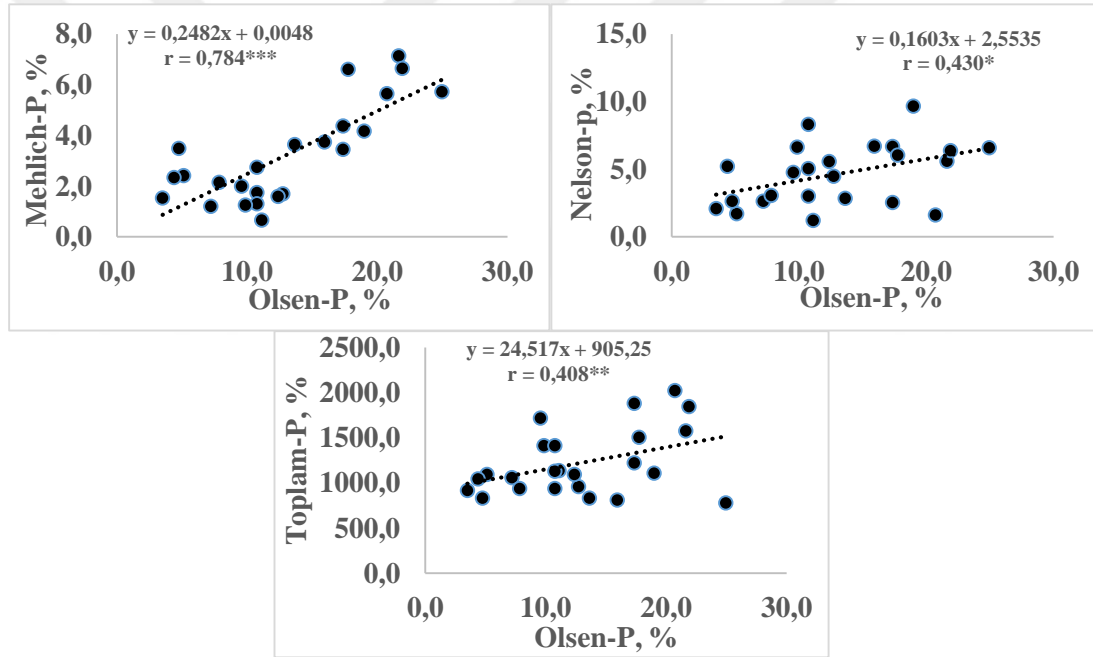 y = 0,2482x + 0,0048
r = 0,784***
8,0
6,0
4,0
2,0
0,0
Mehlich-P, %
0,0 10,0 20,0 30,0
Olsen-P, %
y = 0,1603x + 2,5535
r = 0,430*
15,0
10,0
5,0
0,0
Nelson-p, %
0,0 10,0 20,0 30,0
Olsen-P, %
y = 24,517x + 905,25
r = 0,408**
2500,0
2000,0
1500,0
1000,0
500,0
0,0
Toplam-P, %
0,0 10,0 20,0 30,0
Olsen-P, %